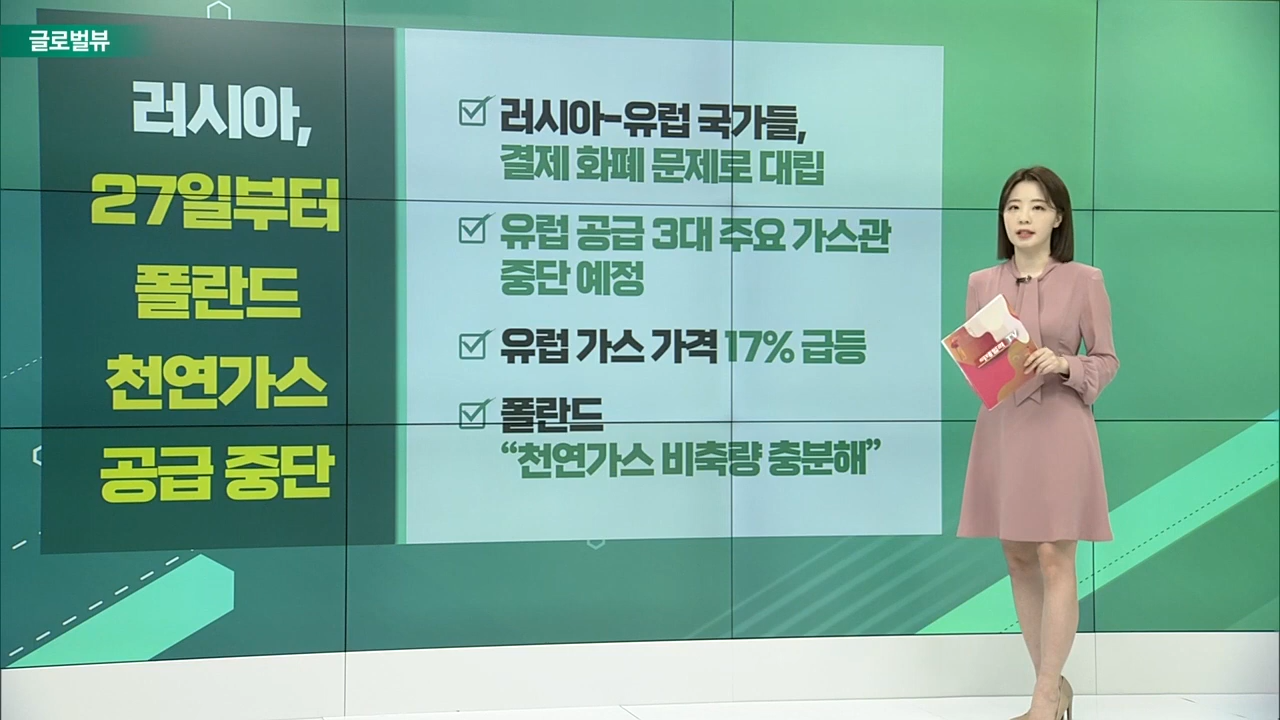 글로벌뷰
러시아,
27일부터
폴란드
천연가스
공급 중단
러시아-유럽 국가들,
결제 화폐 문제로 대립
유럽 공급 3대 주요 가스관
중단 예정
유럽 가스 가격 17% 급등
폴란드
“천연가스 비축량 충분해”